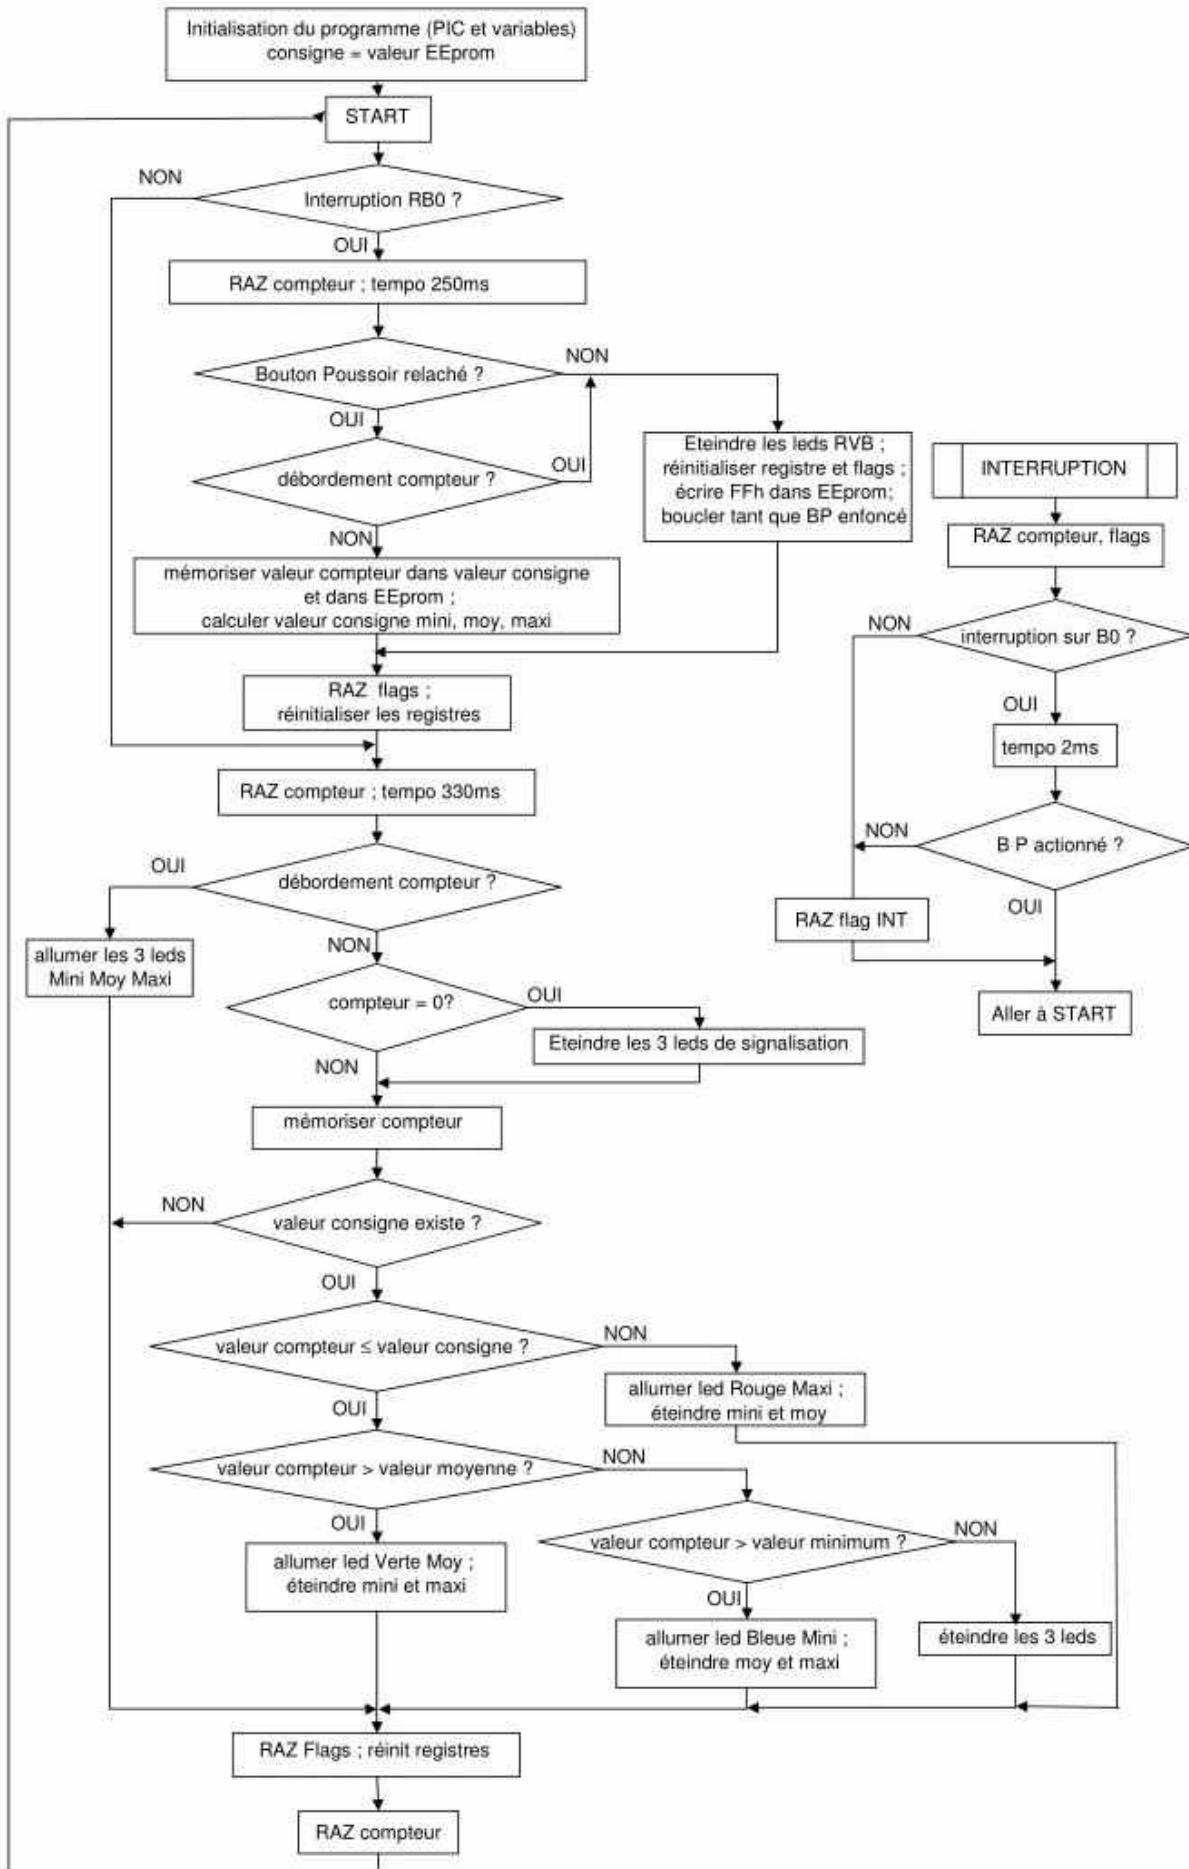 Initialisation du programme (PIC et variables)
consigne = valeur EEprom
START
NON
Interruption RB0 ?
OUI
RAZ compteur ; tempo 250ms
NON
Bouton Poussoir relaché ?
OUI
débordement compteur ?
OUI
NON
Eteindre les leds RVB ;
réinitialiser registre et flags ;
écrire FFh dans EEprom;
boucler tant que BP enfoncé
mémoriser valeur compteur dans valeur consigne
et dans EEprom ;
calculer valeur consigne mini, moy, maxi
RAZ flags ;
réinitialiser les registres
RAZ compteur ; tempo 330ms
OUI
débordement compteur ?
NON
allumer les 3 leds
Mini Moy Maxi
compteur = 0?
OUI
Eteindre les 3 leds de signalisation
NON
mémoriser compteur
NON
valeur consigne existe ?
OUI
valeur compteur ≤ valeur consigne ?
NON
allumer led Rouge Maxi ;
éteindre mini et moy
OUI
valeur compteur > valeur moyenne ?
NON
OUI
valeur compteur > valeur minimum ?
NON
allumer led Verte Moy ;
éteindre mini et maxi
OUI
allumer led Bleue Mini ;
éteindre moy et maxi
éteindre les 3 leds
RAZ Flags ; réinit registres
RAZ compteur
INTERRUPTION
RAZ compteur, flags
NON
interruption sur B0 ?
OUI
tempo 2ms
NON
B P actionné ?
OUI
RAZ flag INT
Aller à START